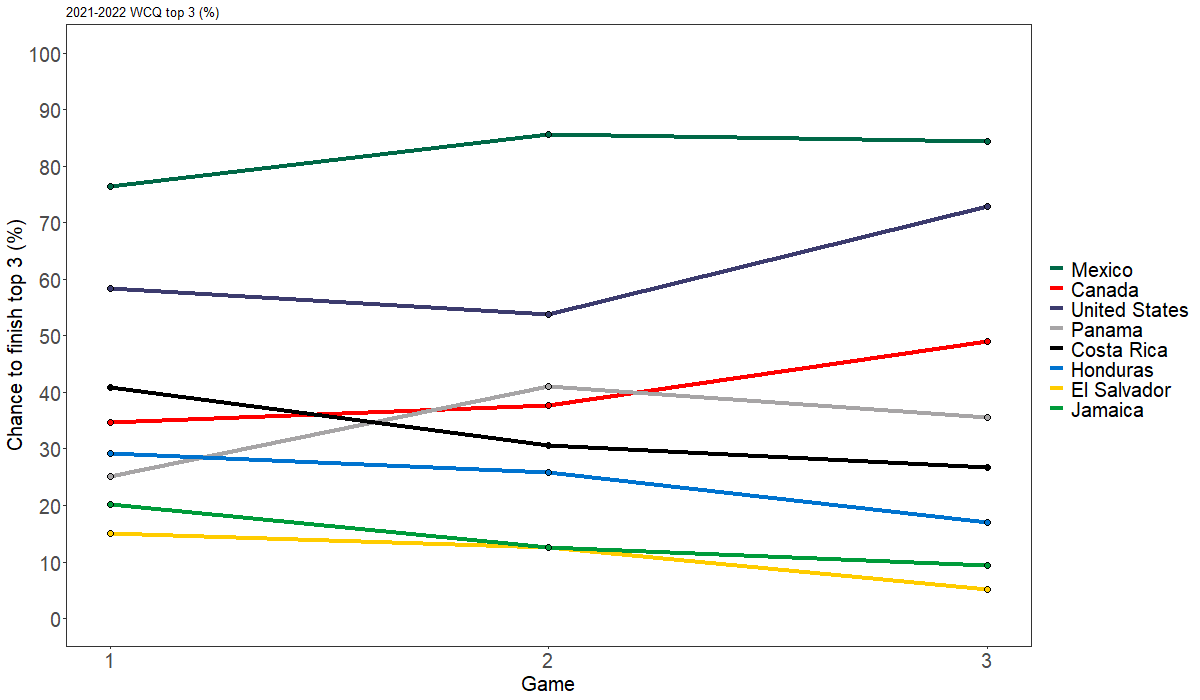 2021-2022 WCQ top 3 (%)
100
90
80
70
60
50
40
30
20
10
0
Chance to finish top 3 (%)
1
2
3
Game
Mexico
Canada
United States
Panama
Costa Rica
Honduras
El Salvador
Jamaica